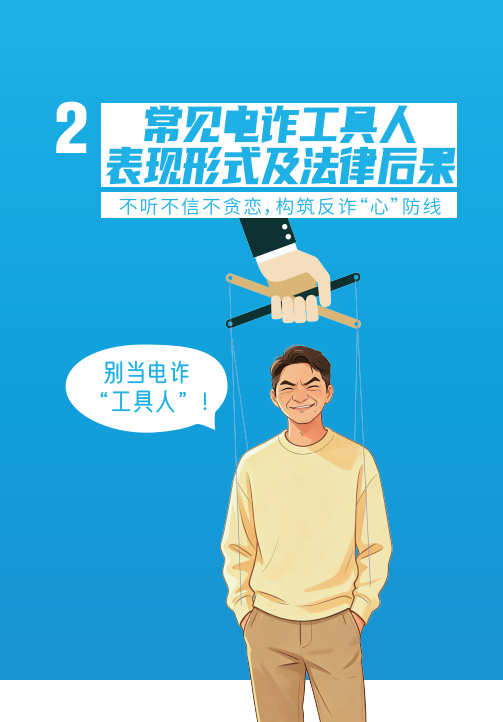 2
常见电诈工具人
表现形式及法律后果
不听不信不贪恋，构筑反诈“心”防线
别当电诈
“工具人”！